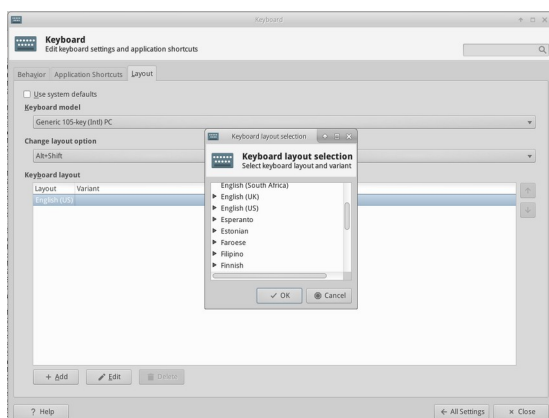 Keyboard
Keyboard
Edit keyboard settings and application shortcuts
Behavior Application Shortcuts Layout
Use system defaults
Keyboard model
Generic 105-key (Intl) PC
Change layout option
Alt+Shift
Keyboard layout
Layout Variant
English (US)
Keyboard layout selection
Keyboard layout selection
Select keyboard layout and variant
English (South Africa)
English (UK)
English (US)
Esperanto
Estonian
Faroese
Filipino
Finnish
OK Cancel
Add Edit Delete
? Help All Settings Close